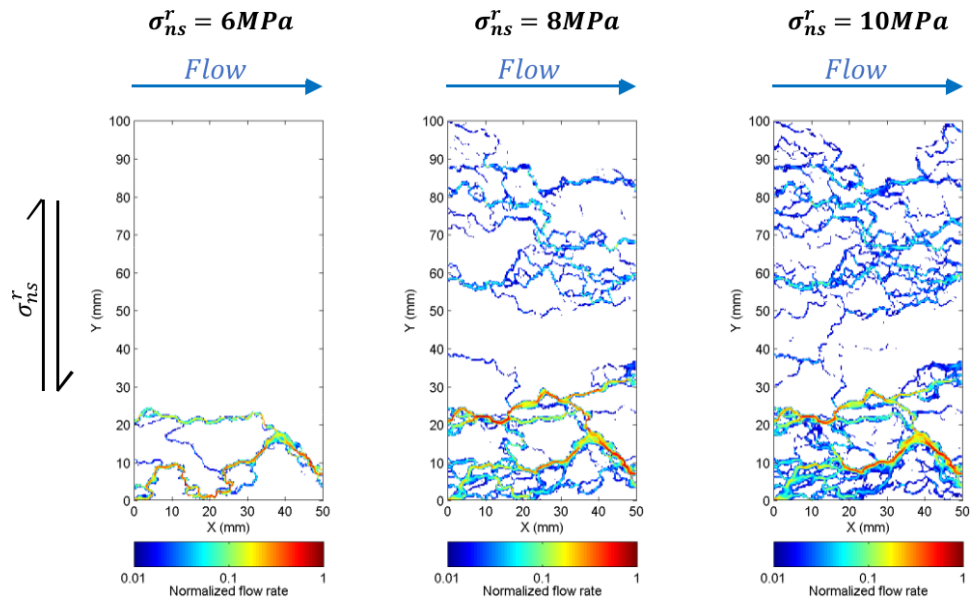 σʳₙₛ = 6MPa
σʳₙₛ = 8MPa
σʳₙₛ = 10MPa
Flow
Flow
Flow
σʳₙₛ
Y (mm)
100
90
80
70
60
50
40
30
20
10
0
0 10 20 30 40 50
X (mm)
0.01 0.1 1
Normalized flow rate
Y (mm)
100
90
80
70
60
50
40
30
20
10
0
0 10 20 30 40 50
X (mm)
0.01 0.1 1
Normalized flow rate
Y (mm)
100
90
80
70
60
50
40
30
20
10
0
0 10 20 30 40 50
X (mm)
0.01 0.1 1
Normalized flow rate